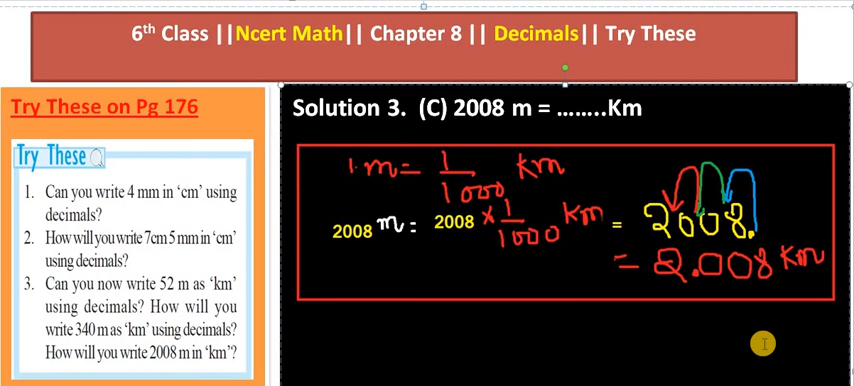 6th Class ||Ncert Math|| Chapter 8 || Decimals|| Try These
Try These on Pg 176
Try These
1. Can you write 4 mm in 'cm' using
decimals?
2. How will you write 7cm 5 mm in 'cm'
using decimals?
3. Can you now write 52 m as 'km'
using decimals? How will you
write 340 m as 'km' using decimals?
How will you write 2008 m in 'km'?
Solution 3. (C) 2008 m = ........Km
1 m = 1/1000 Km
2008 m = 2008 × 1/1000 Km = 2008.
= 2.008 Km